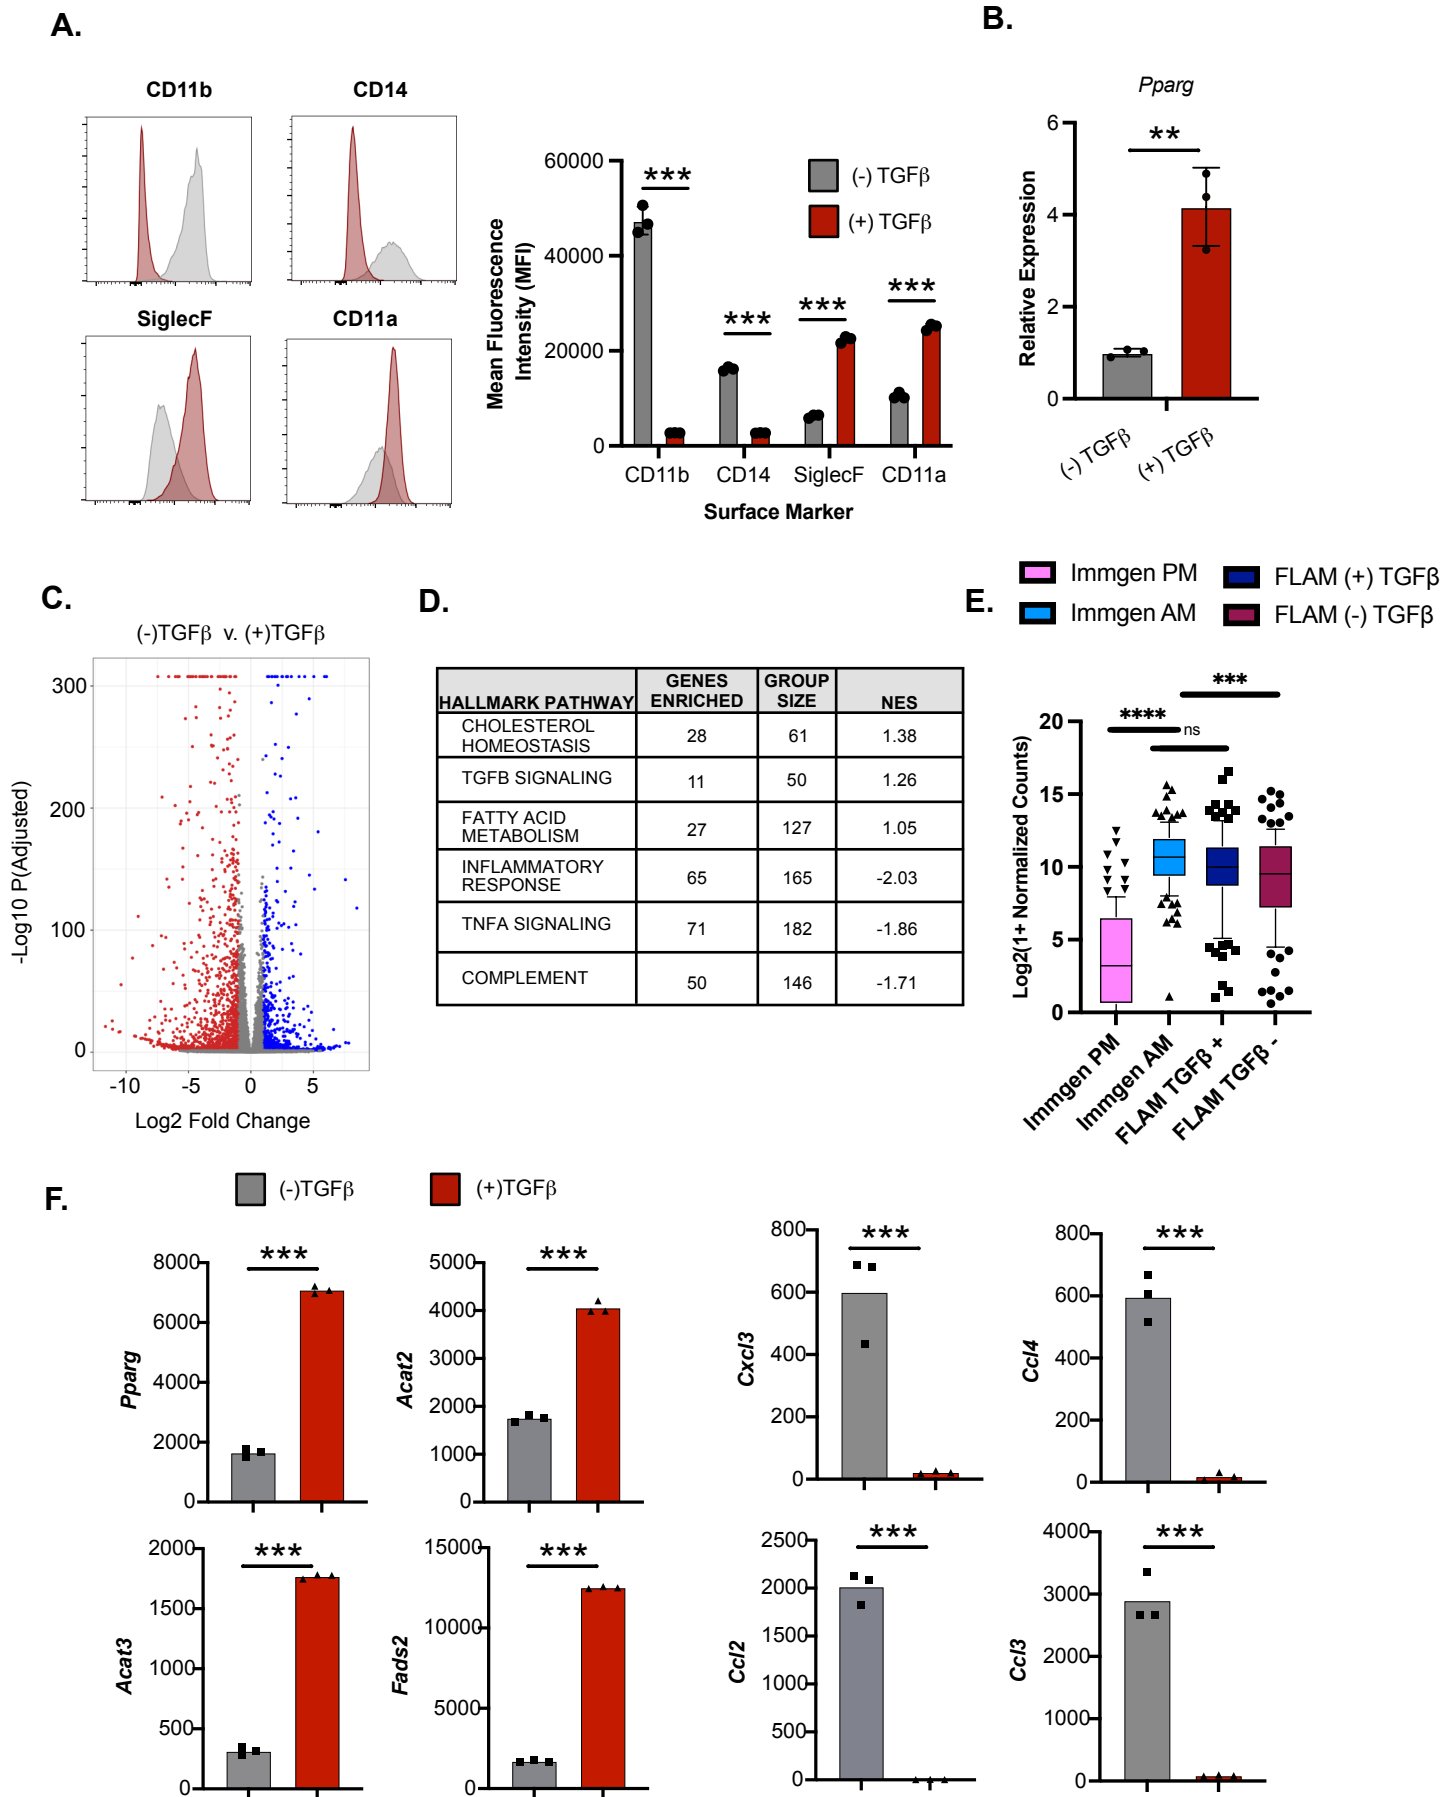 A.
CD11b
CD14
SiglecF
CD11a
Mean Fluorescence
Intensity (MFI)
60000
40000
20000
0
***
***
***
***
(-) TGFβ
(+) TGFβ
CD11b
CD14
SiglecF
CD11a
Surface Marker
B.
Pparg
**
Relative Expression
6
4
2
0
(-) TGFβ
(+) TGFβ
C.
(-)TGFβ v. (+)TGFβ
-Log10 P(Adjusted)
300
200
100
0
-10
-5
0
5
Log2 Fold Change
D.
HALLMARK PATHWAY GENES ENRICHED GROUP SIZE NES
CHOLESTEROL HOMEOSTASIS 28 61 1.38
TGFB SIGNALING 11 50 1.26
FATTY ACID METABOLISM 27 127 1.05
INFLAMMATORY RESPONSE 65 165 -2.03
TNFA SIGNALING 71 182 -1.86
COMPLEMENT 50 146 -1.71
E.
Immgen PM
Immgen AM
FLAM (+) TGFβ
FLAM (-) TGFβ
***
****
ns
Log2(1+ Normalized Counts)
20
15
10
5
0
Immgen PM
Immgen AM
FLAM TGFβ +
FLAM TGFβ -
F.
(-)TGFβ
(+)TGFβ
Pparg
8000
6000
4000
2000
0
***
Acat2
5000
4000
3000
2000
1000
0
***
Cxcl3
800
600
400
200
0
***
Ccl4
800
600
400
200
0
***
Acat3
2000
1500
1000
500
0
***
Fads2
15000
10000
5000
0
***
Ccl2
2500
2000
1500
1000
500
0
***
Ccl3
4000
3000
2000
1000
0
***